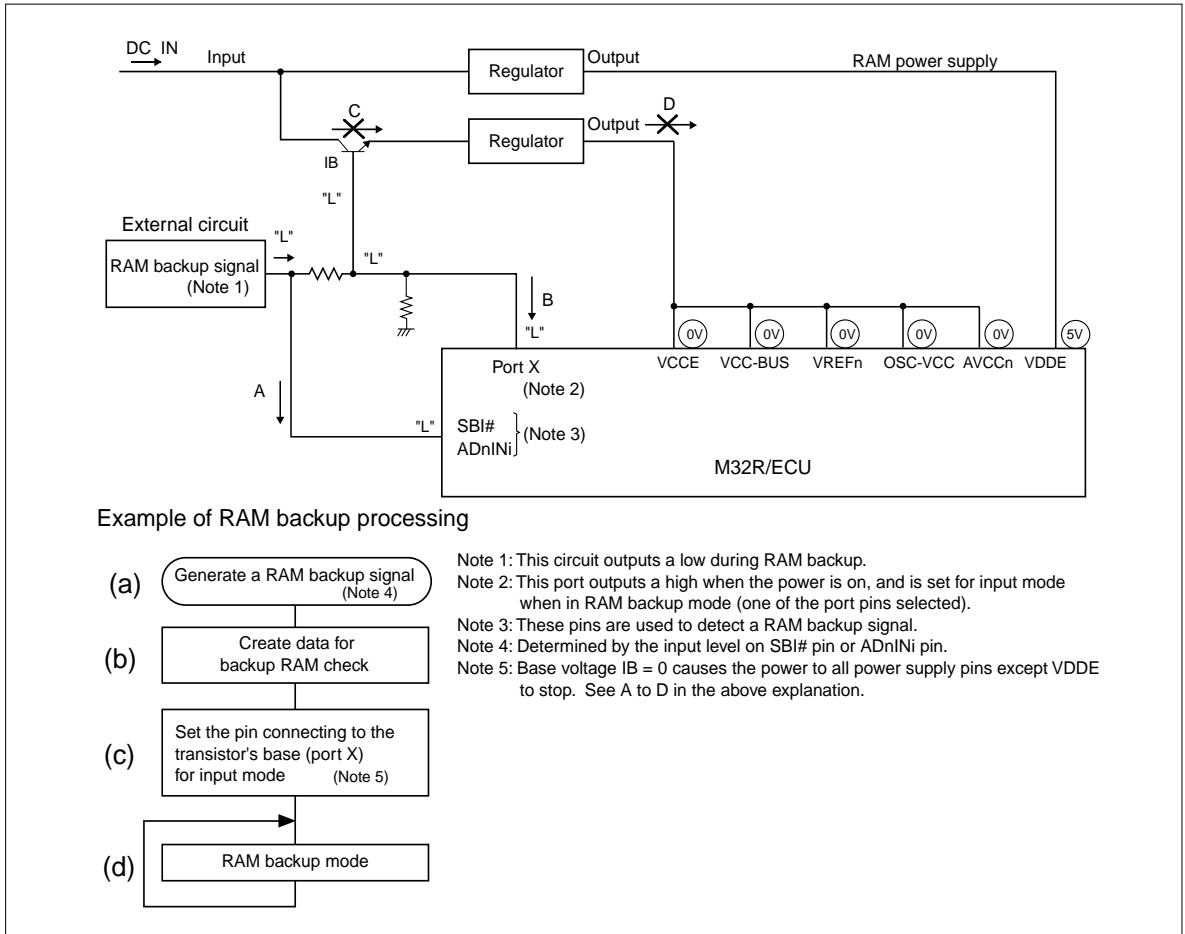 DC IN
Input
Regulator
Output
RAM power supply
C
IB
Regulator
Output
D
"L"
External circuit
"L"
RAM backup signal
(Note 1)
"L"
B
"L"
A
"L"
0V
0V
0V
0V
0V
5V
Port X
(Note 2)
VCCE
VCC-BUS
VREFn
OSC-VCC
AVCCn
VDDE
SBI#
ADnINi
(Note 3)
M32R/ECU
Example of RAM backup processing
(a)
Generate a RAM backup signal
(Note 4)
(b)
Create data for
backup RAM check
(c)
Set the pin connecting to the
transistor's base (port X)
for input mode (Note 5)
(d)
RAM backup mode
Note 1: This circuit outputs a low during RAM backup.
Note 2: This port outputs a high when the power is on, and is set for input mode
when in RAM backup mode (one of the port pins selected).
Note 3: These pins are used to detect a RAM backup signal.
Note 4: Determined by the input level on SBI# pin or ADnINi pin.
Note 5: Base voltage IB = 0 causes the power to all power supply pins except VDDE
to stop. See A to D in the above explanation.